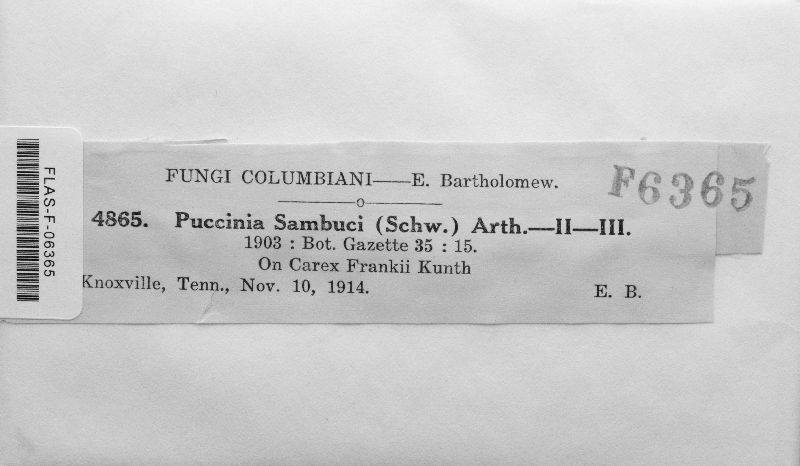 FUNGI COLUMBIANI——E. Bartholomew.
F6365
4865. Puccinia Sambuci (Schw.) Arth.—II—III.
1903 : Bot. Gazette 35 : 15.
On Carex Frankii Kunth
Knoxville, Tenn., Nov. 10, 1914.
E. B.
FLAS-F-06365